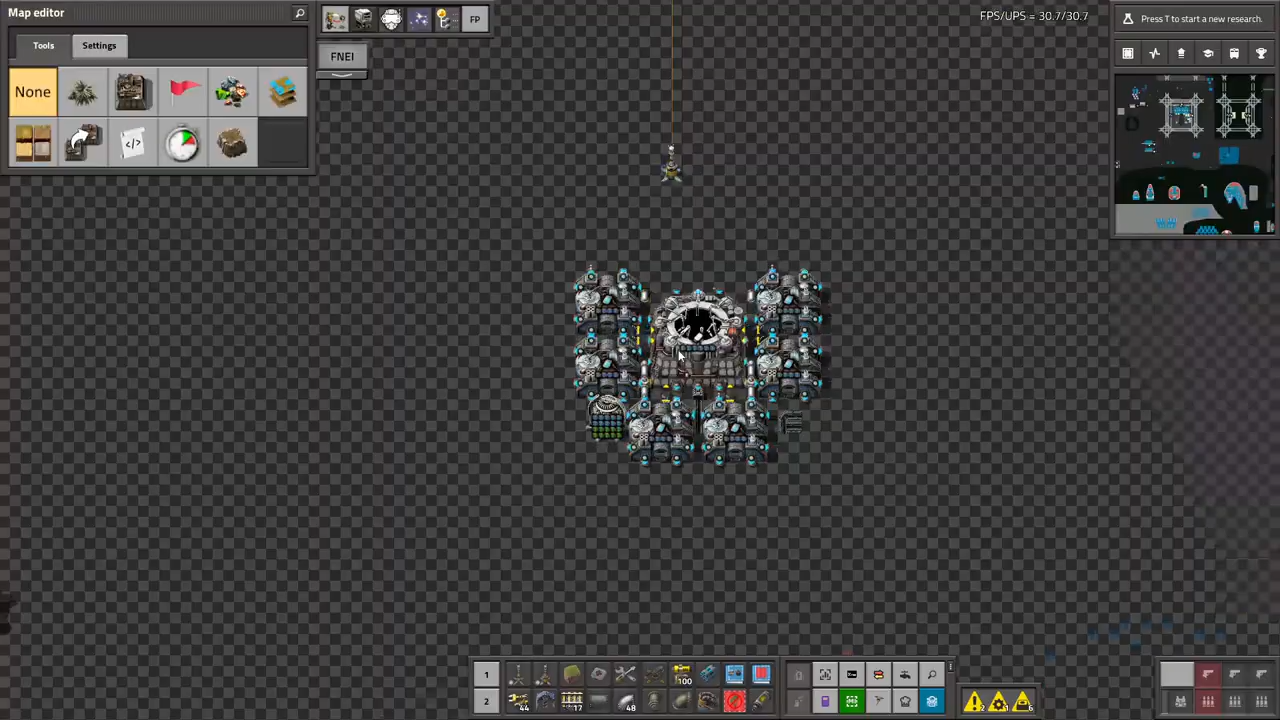 Map editor
FP
FPS/UPS = 30.7/30.7
Press T to start a new research.
Tools
Settings
FNEI
None
</>
1
100
2
44
17
48